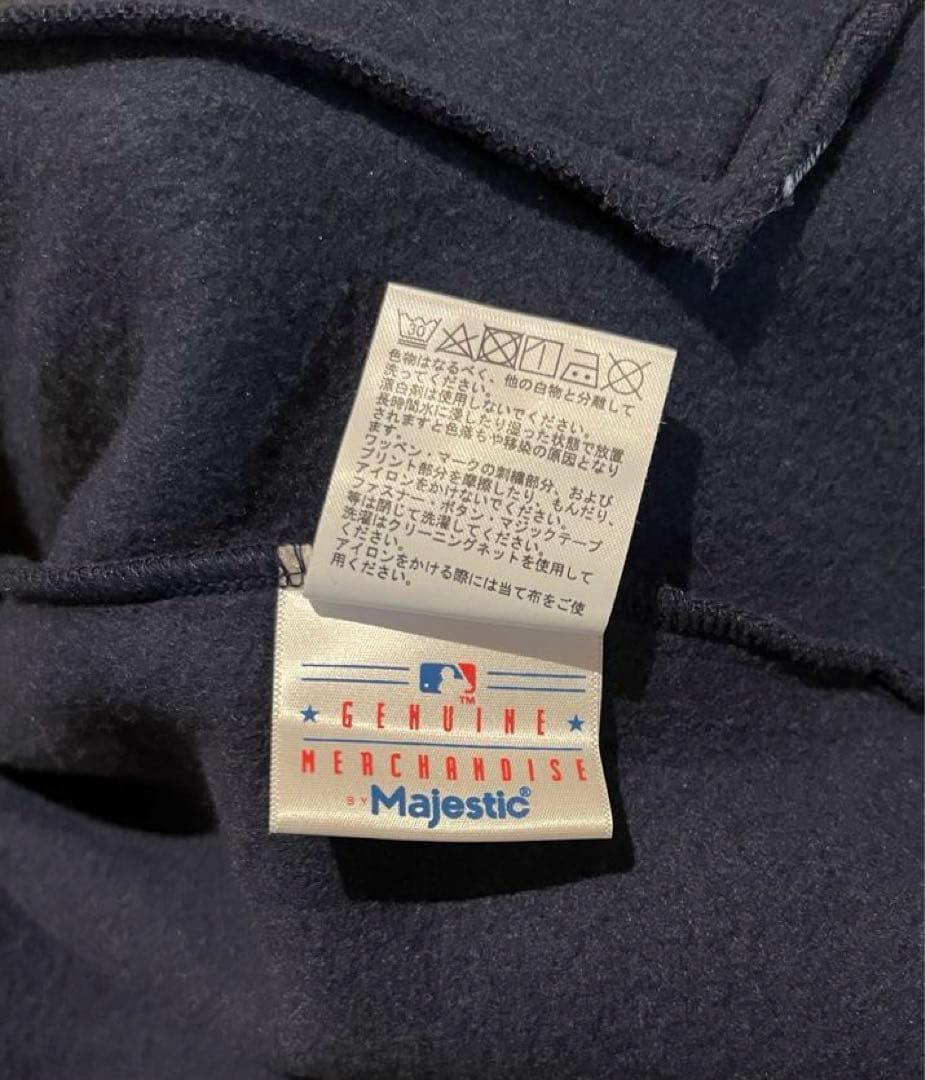 30
色物はなるべく、他の白物と分離して
洗ってください。
漂白剤は使用しないでください。
長時間水に浸したり湿った状態で放置
されますと色落ちや移染の原因となり
ます。
ワッペン・マークの刺繍部分、および
プリント部分を摩擦したり、もんだり、
アイロンをかけないでください。
ファスナー・ボタン・マジックテープ
等は閉じて洗濯してください。
洗濯はクリーニングネットを使用して
ください。
アイロンをかける際には当て布をご使
用ください。
TM
GENUINE
MERCHANDISE
BY Majestic®